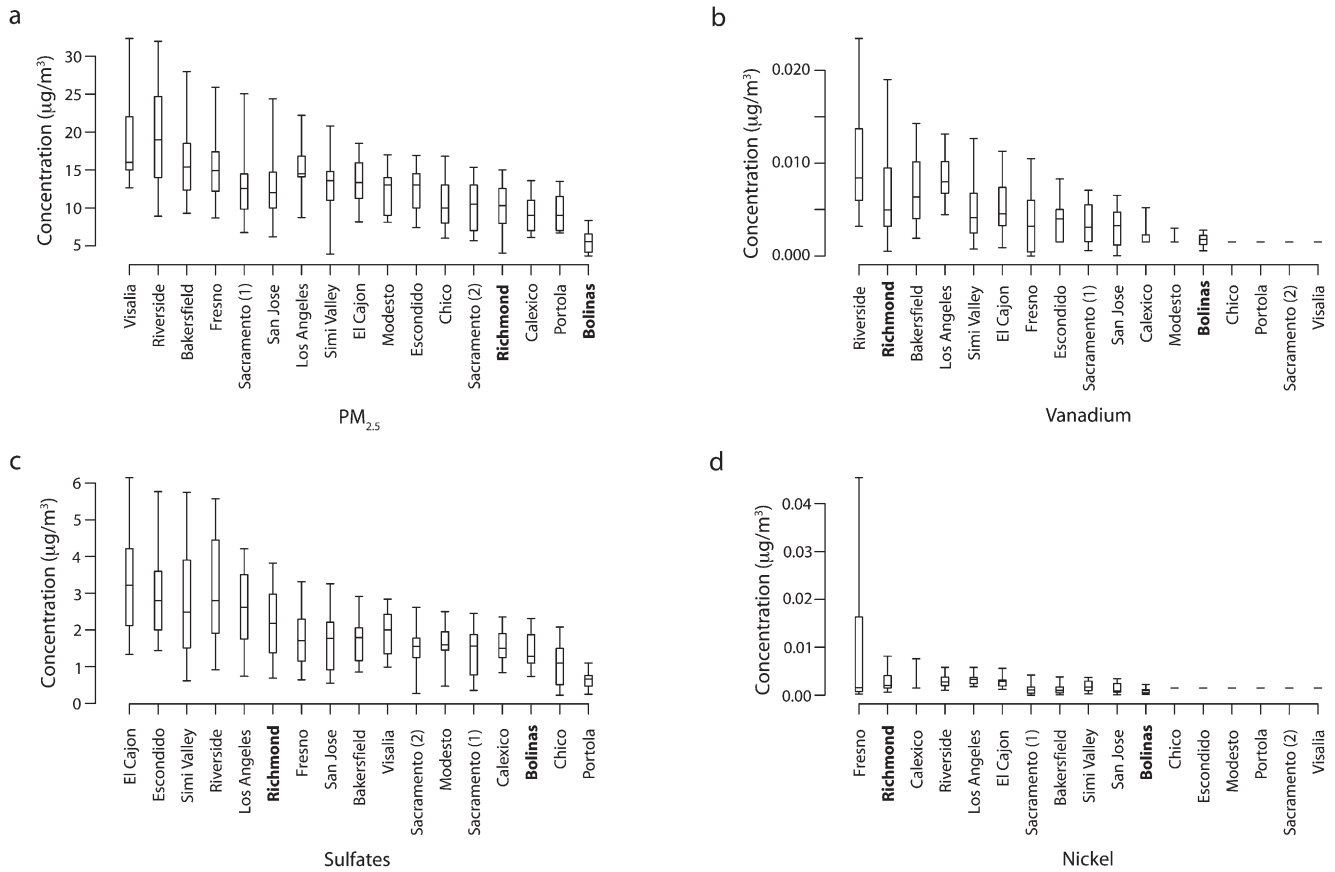 a
Concentration (µg/m³)
30
25
20
15
10
5
Visalia
Riverside
Bakersfield
Fresno
Sacramento (1)
San Jose
Los Angeles
Simi Valley
El Cajon
Modesto
Escondido
Chico
Sacramento (2)
Richmond
Calexico
Portola
Bolinas
PM2.5
b
Concentration (µg/m³)
0.020
0.010
0.000
Riverside
Richmond
Bakersfield
Los Angeles
Simi Valley
El Cajon
Fresno
Escondido
Sacramento (1)
San Jose
Calexico
Modesto
Bolinas
Chico
Portola
Sacramento (2)
Visalia
Vanadium
c
Concentration (µg/m³)
6
5
4
3
2
1
0
El Cajon
Escondido
Simi Valley
Riverside
Los Angeles
Richmond
Fresno
San Jose
Bakersfield
Visalia
Sacramento (2)
Modesto
Sacramento (1)
Calexico
Bolinas
Chico
Portola
Sulfates
d
Concentration (µg/m³)
0.04
0.03
0.02
0.01
0.00
Fresno
Richmond
Calexico
Riverside
Los Angeles
El Cajon
Sacramento (1)
Bakersfield
Simi Valley
San Jose
Bolinas
Chico
Escondido
Modesto
Portola
Sacramento (2)
Visalia
Nickel